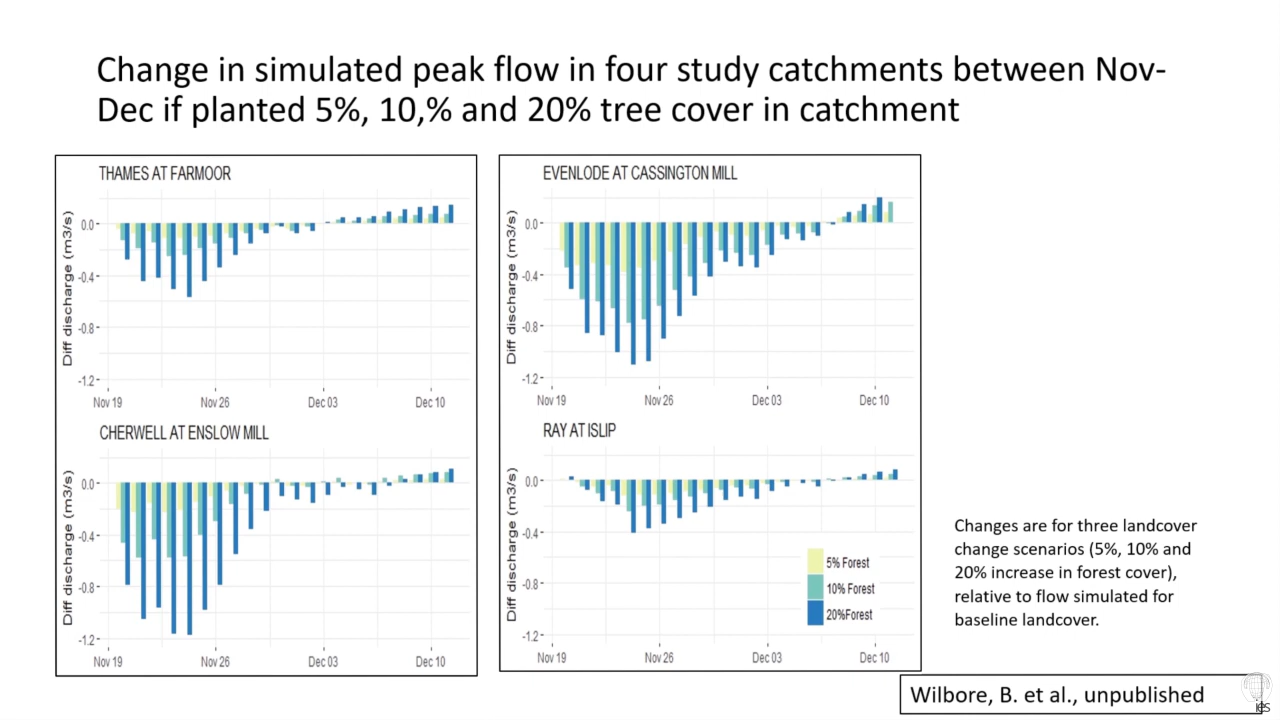 Change in simulated peak flow in four study catchments between Nov-
Dec if planted 5%, 10,% and 20% tree cover in catchment
THAMES AT FARMOOR
Diff discharge (m3/s)
0.0
-0.4
-0.8
-1.2
Nov 19 Nov 26 Dec 03 Dec 10
EVENLODE AT CASSINGTON MILL
Diff discharge (m3/s)
0.0
-0.4
-0.8
-1.2
Nov 19 Nov 26 Dec 03 Dec 10
CHERWELL AT ENSLOW MILL
Diff discharge (m3/s)
0.0
-0.4
-0.8
-1.2
Nov 19 Nov 26 Dec 03 Dec 10
RAY AT ISLIP
Diff discharge (m3/s)
0.0
-0.4
-0.8
-1.2
Nov 19 Nov 26 Dec 03 Dec 10
5% Forest
10% Forest
20%Forest
Changes are for three landcover
change scenarios (5%, 10% and
20% increase in forest cover),
relative to flow simulated for
baseline landcover.
Wilbore, B. et al., unpublished
ies